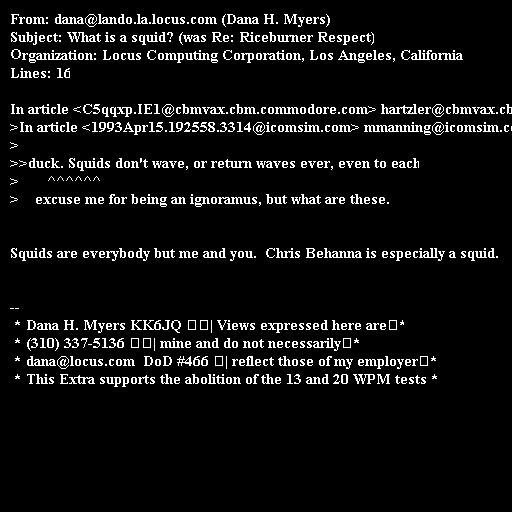 From: dana@lando.la.locus.com (Dana H. Myers)
Subject: What is a squid? (was Re: Riceburner Respect)
Organization: Locus Computing Corporation, Los Angeles, California
Lines: 16
In article <C5qqxp.IE1@cbmvax.cbm.commodore.com> hartzler@cbmvax.cb
>In article <1993Apr15.192558.3314@icomsim.com> mmanning@icomsim.c
>
>>duck. Squids don't wave, or return waves ever, even to each
> ^^^^^^
> excuse me for being an ignoramus, but what are these.
Squids are everybody but me and you. Chris Behanna is especially a squid.
--
* Dana H. Myers KK6JQ □□| Views expressed here are□*
* (310) 337-5136 □□| mine and do not necessarily□*
* dana@locus.com DoD #466 □| reflect those of my employer□*
* This Extra supports the abolition of the 13 and 20 WPM tests *